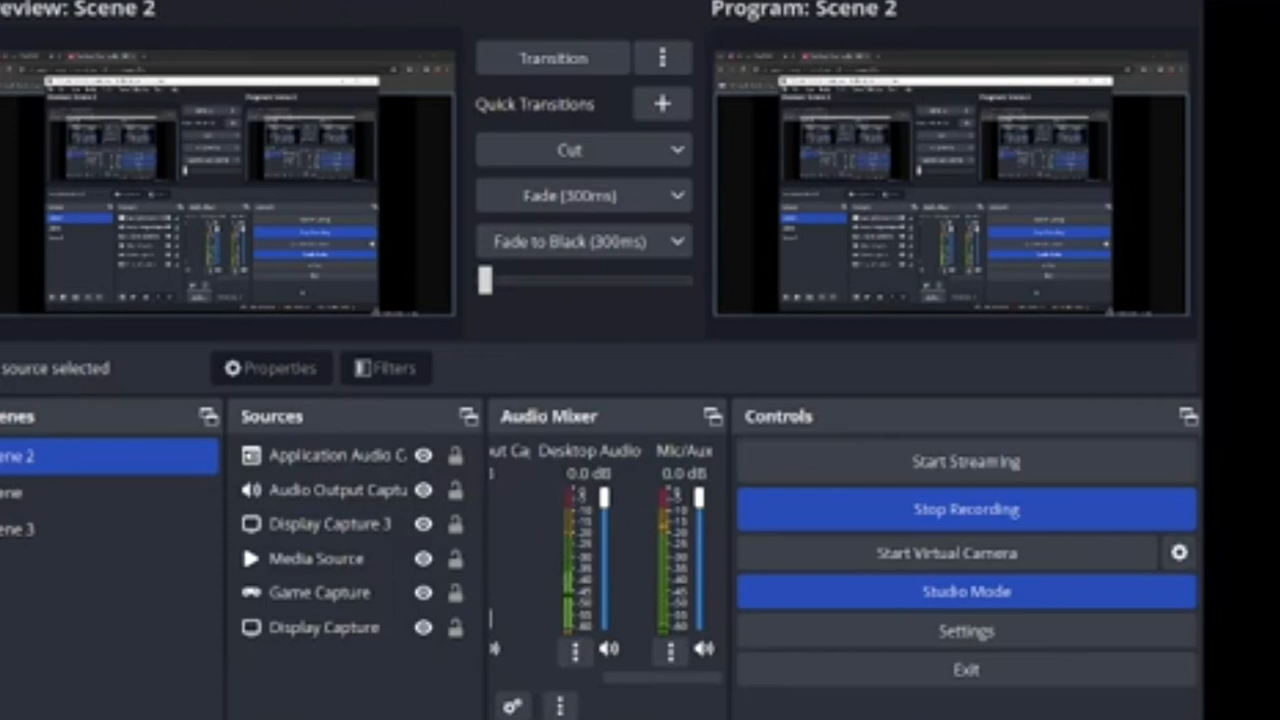 eview: Scene 2
Program: Scene 2
Transition
Quick Transitions
Cut
Fade (300ms)
Fade to Black (300ms)
source selected
Properties
Filters
enes
Sources
Audio Mixer
Controls
ene 2
ene
ene 3
Application Audio C
Audio Output Captu
Display Capture 3
Media Source
Game Capture
Display Capture
ut Ca
Desktop Audio
Mic/Aux
0.0 dB
0.0 dB
Start Streaming
Stop Recording
Start Virtual Camera
Studio Mode
Settings
Exit